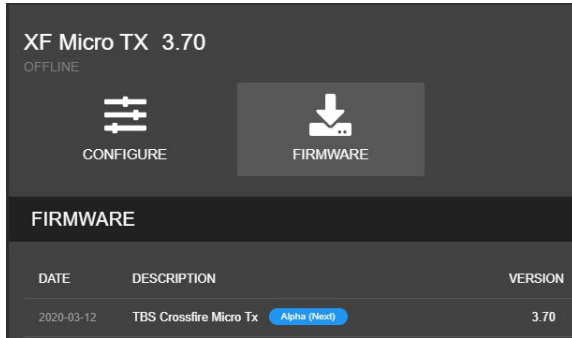 XF Micro TX 3.70
OFFLINE
CONFIGURE FIRMWARE
FIRMWARE
DATE DESCRIPTION VERSION
2020-03-12 TBS Crossfire Micro Tx Alpha (Next) 3.70